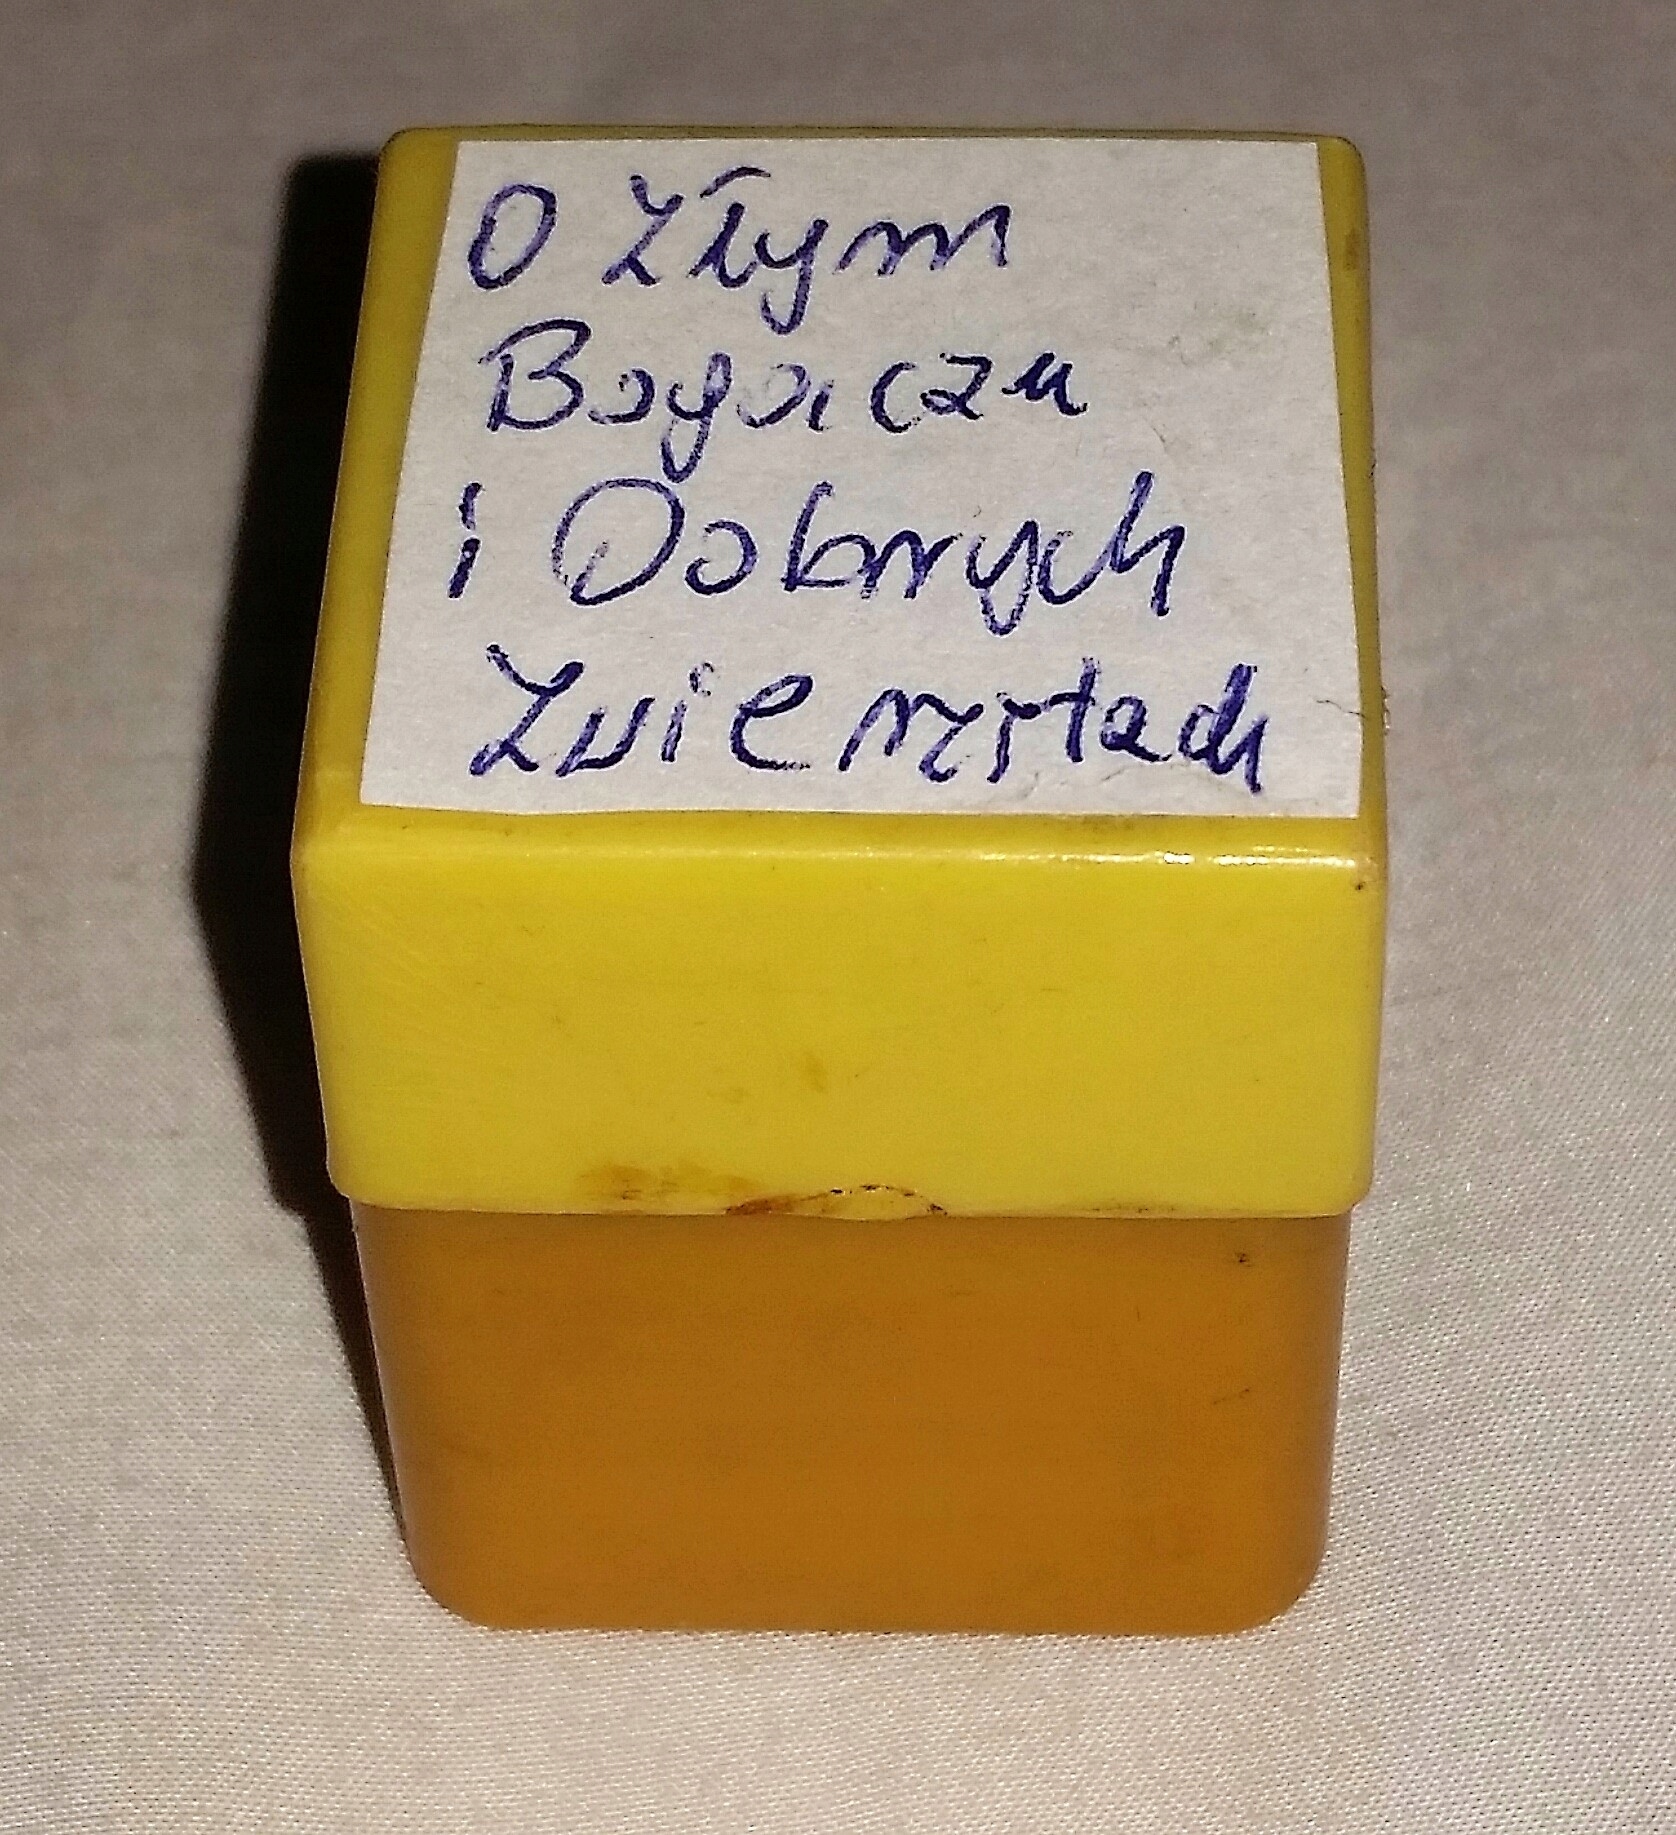 O Złym
Bogaczu
i Dobrych
Zwierzętach